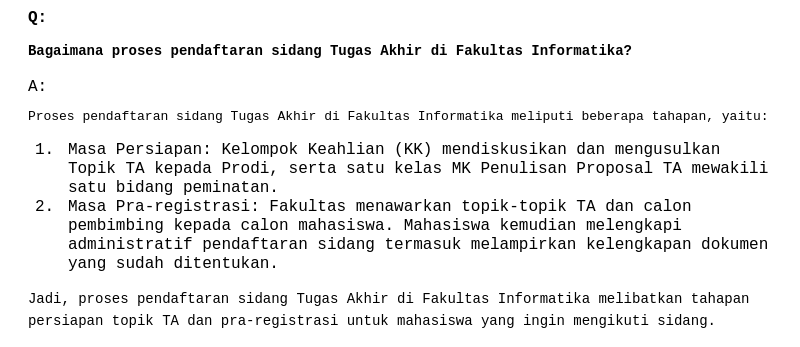 Q:
Bagaimana proses pendaftaran sidang Tugas Akhir di Fakultas Informatika?
A:
Proses pendaftaran sidang Tugas Akhir di Fakultas Informatika meliputi beberapa tahapan, yaitu:
1. Masa Persiapan: Kelompok Keahlian (KK) mendiskusikan dan mengusulkan
Topik TA kepada Prodi, serta satu kelas MK Penulisan Proposal TA mewakili
satu bidang peminatan.
2. Masa Pra-registrasi: Fakultas menawarkan topik-topik TA dan calon
pembimbing kepada calon mahasiswa. Mahasiswa kemudian melengkapi
administratif pendaftaran sidang termasuk melampirkan kelengkapan dokumen
yang sudah ditentukan.
Jadi, proses pendaftaran sidang Tugas Akhir di Fakultas Informatika melibatkan tahapan
persiapan topik TA dan pra-registrasi untuk mahasiswa yang ingin mengikuti sidang.